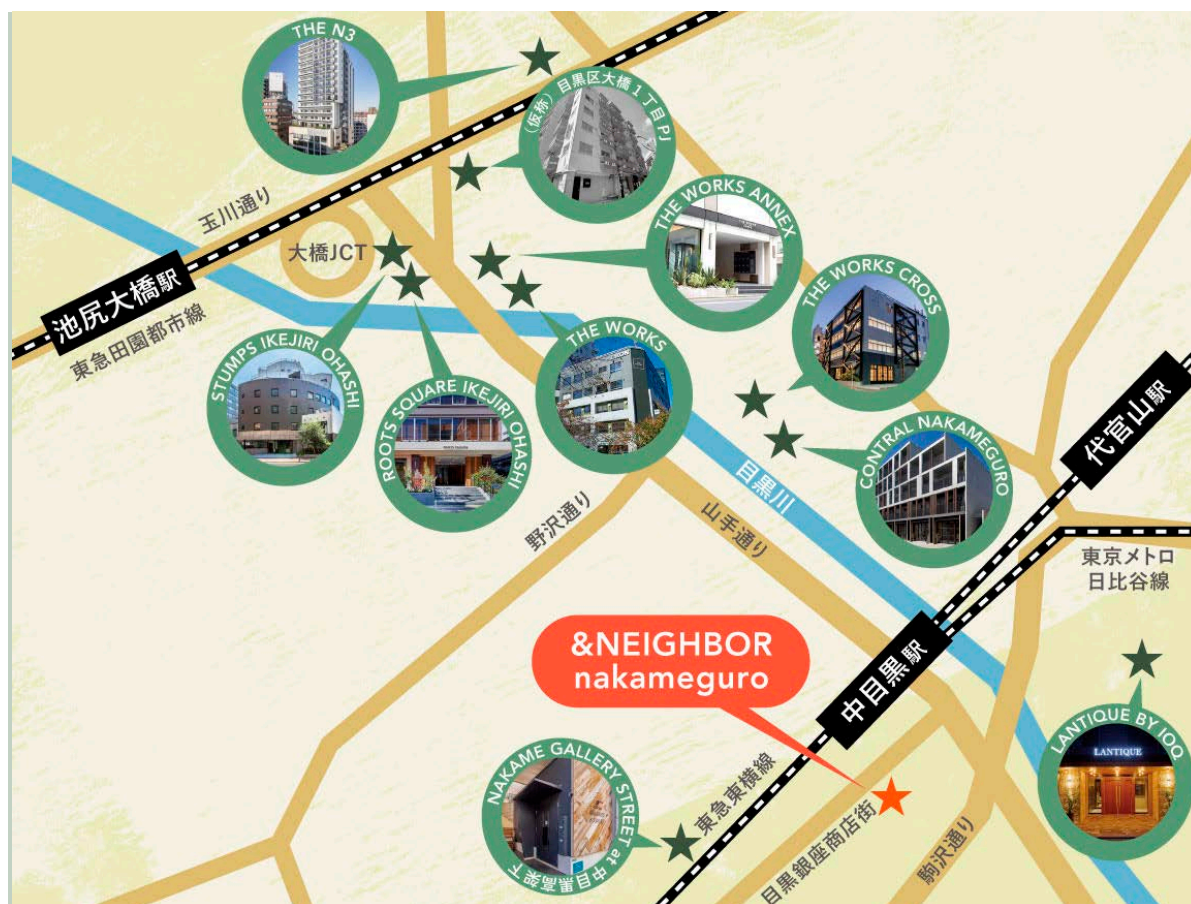 THE N3
(仮称)目黒区大橋1丁目PJ
THE WORKS ANNEX
玉川通り
大橋JCT
THE WORKS CROSS
池尻大橋駅
東急田園都市線
STUMPS IKEJIRI OHASHI
ROOTS SQUARE IKEJIRI OHASHI
THE WORKS
代官山駅
CONTRAL NAKAMEGURO
目黒川
野沢通り
山手通り
東京メトロ
日比谷線
&NEIGHBOR
nakameguro
中目黒駅
LANTIQUE BY IOQ
LANTIQUE
NAKAME GALLERY STREET at 中目黒高架下
東急東横線
目黒銀座商店街
駒沢通り